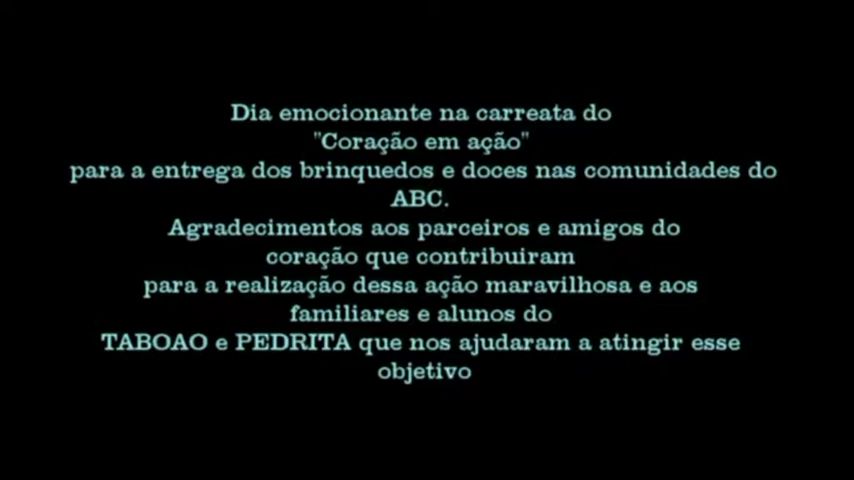 Dia emocionante na carreata do
"Coração em ação"
para a entrega dos brinquedos e doces nas comunidades do
ABC.
Agradecimentos aos parceiros e amigos do
coração que contribuiram
para a realização dessa ação maravilhosa e aos
familiares e alunos do
TABOAO e PEDRITA que nos ajudaram a atingir esse
objetivo